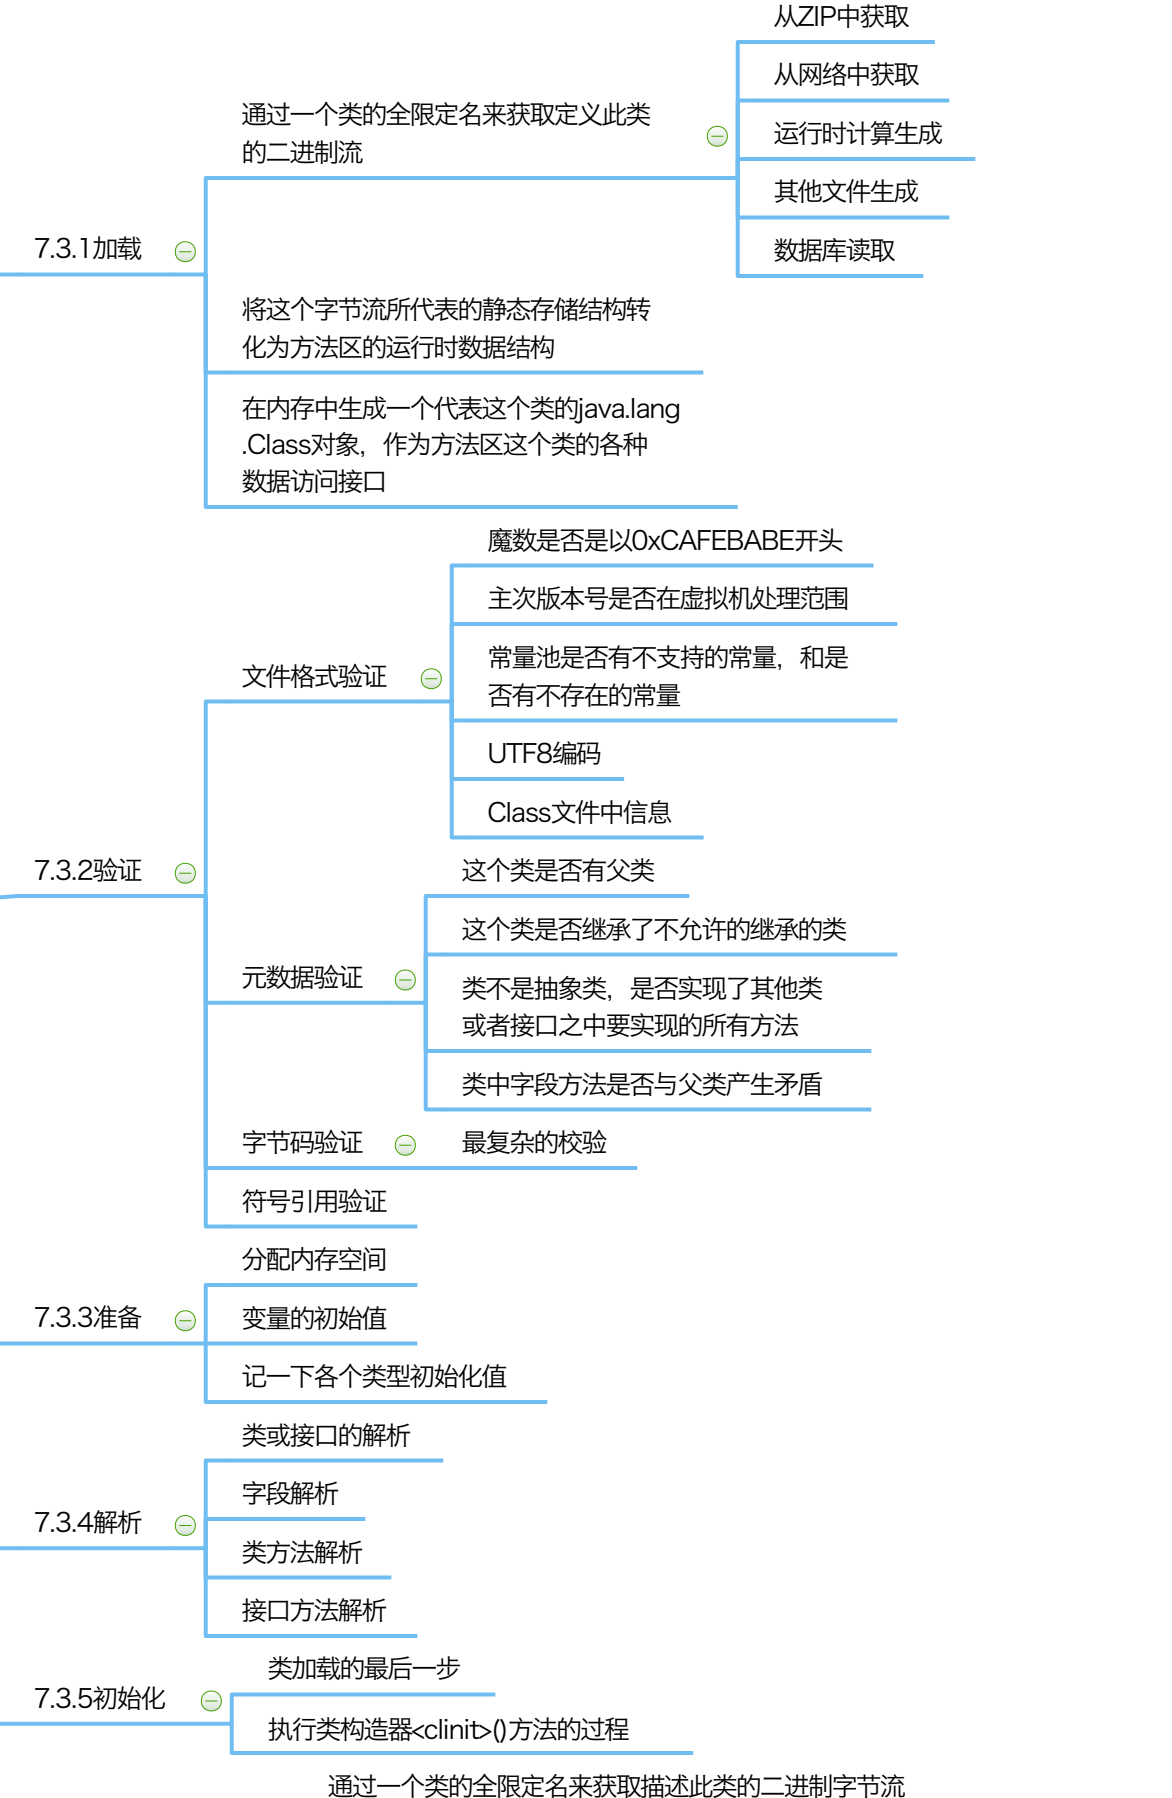 从ZIP中获取
从网络中获取
通过一个类的全限定名来获取定义此类
的二进制流
运行时计算生成
其他文件生成
数据库读取
7.3.1加载
将这个字节流所代表的静态存储结构转
化为方法区的运行时数据结构
在内存中生成一个代表这个类的java.lang
.Class对象，作为方法区这个类的各种
数据访问接口
魔数是否是以0xCAFEBABE开头
主次版本号是否在虚拟机处理范围
文件格式验证
常量池是否有不支持的常量，和是
否有不存在的常量
UTF8编码
Class文件中信息
7.3.2验证
这个类是否有父类
这个类是否继承了不允许的继承的类
元数据验证
类不是抽象类，是否实现了其他类
或者接口之中要实现的所有方法
类中字段方法是否与父类产生矛盾
字节码验证
最复杂的校验
符号引用验证
分配内存空间
7.3.3准备
变量的初始值
记一下各个类型初始化值
类或接口的解析
字段解析
7.3.4解析
类方法解析
接口方法解析
类加载的最后一步
7.3.5初始化
执行类构造器<clinit>()方法的过程
通过一个类的全限定名来获取描述此类的二进制字节流